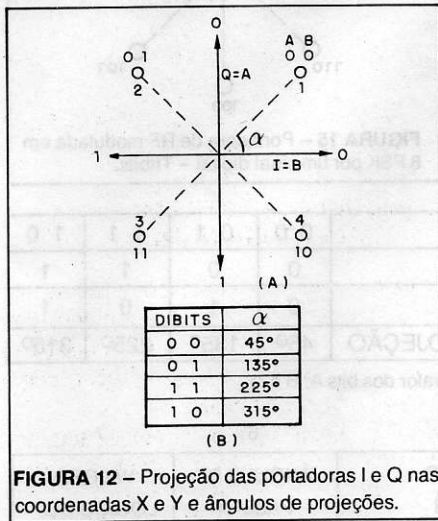 0
A B
0 1
0 0
Q=A
2
1
α
1
0
I=B
3
4
11
10
1
(A)
DIBITS α
0 0 45°
0 1 135°
1 1 225°
1 0 315°
(B)
FIGURA 12 – Projeção das portadoras I e Q nas
coordenadas X e Y e ângulos de projeções.